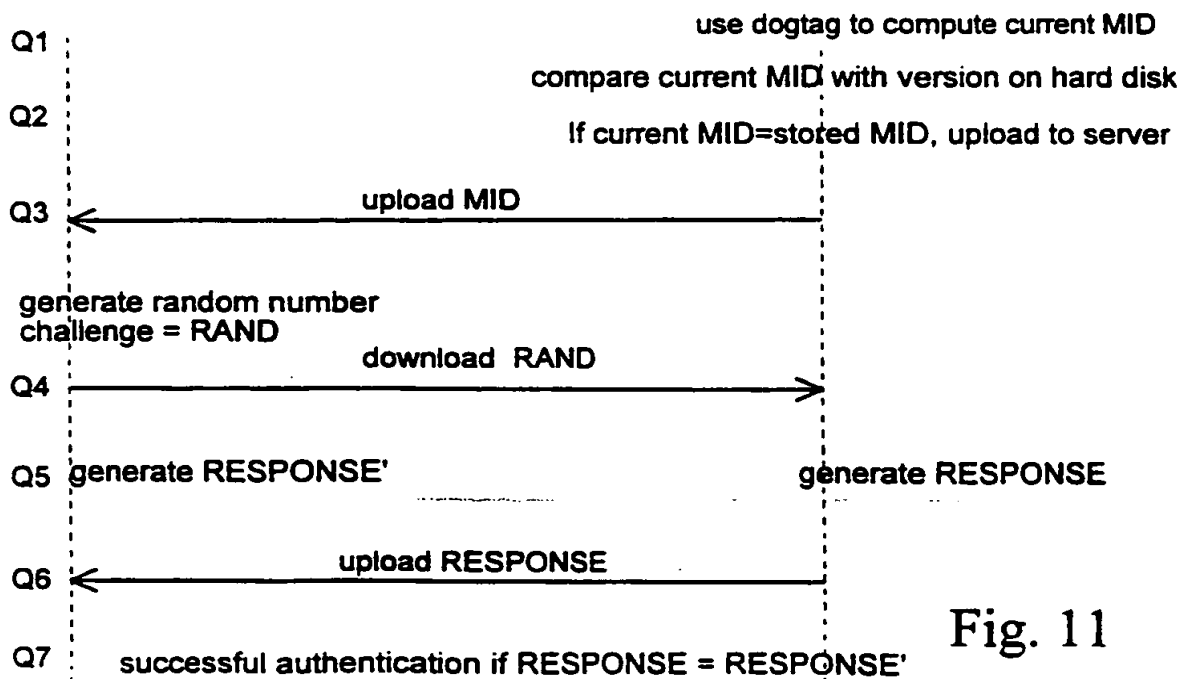 Q1
use dogtag to compute current MID
compare current MID with version on hard disk
Q2
If current MID=stored MID, upload to server
Q3
upload MID
generate random number
challenge = RAND
download RAND
Q4
Q5
generate RESPONSE'
generate RESPONSE
upload RESPONSE
Q6
Fig. 11
Q7
successful authentication if RESPONSE = RESPONSE'